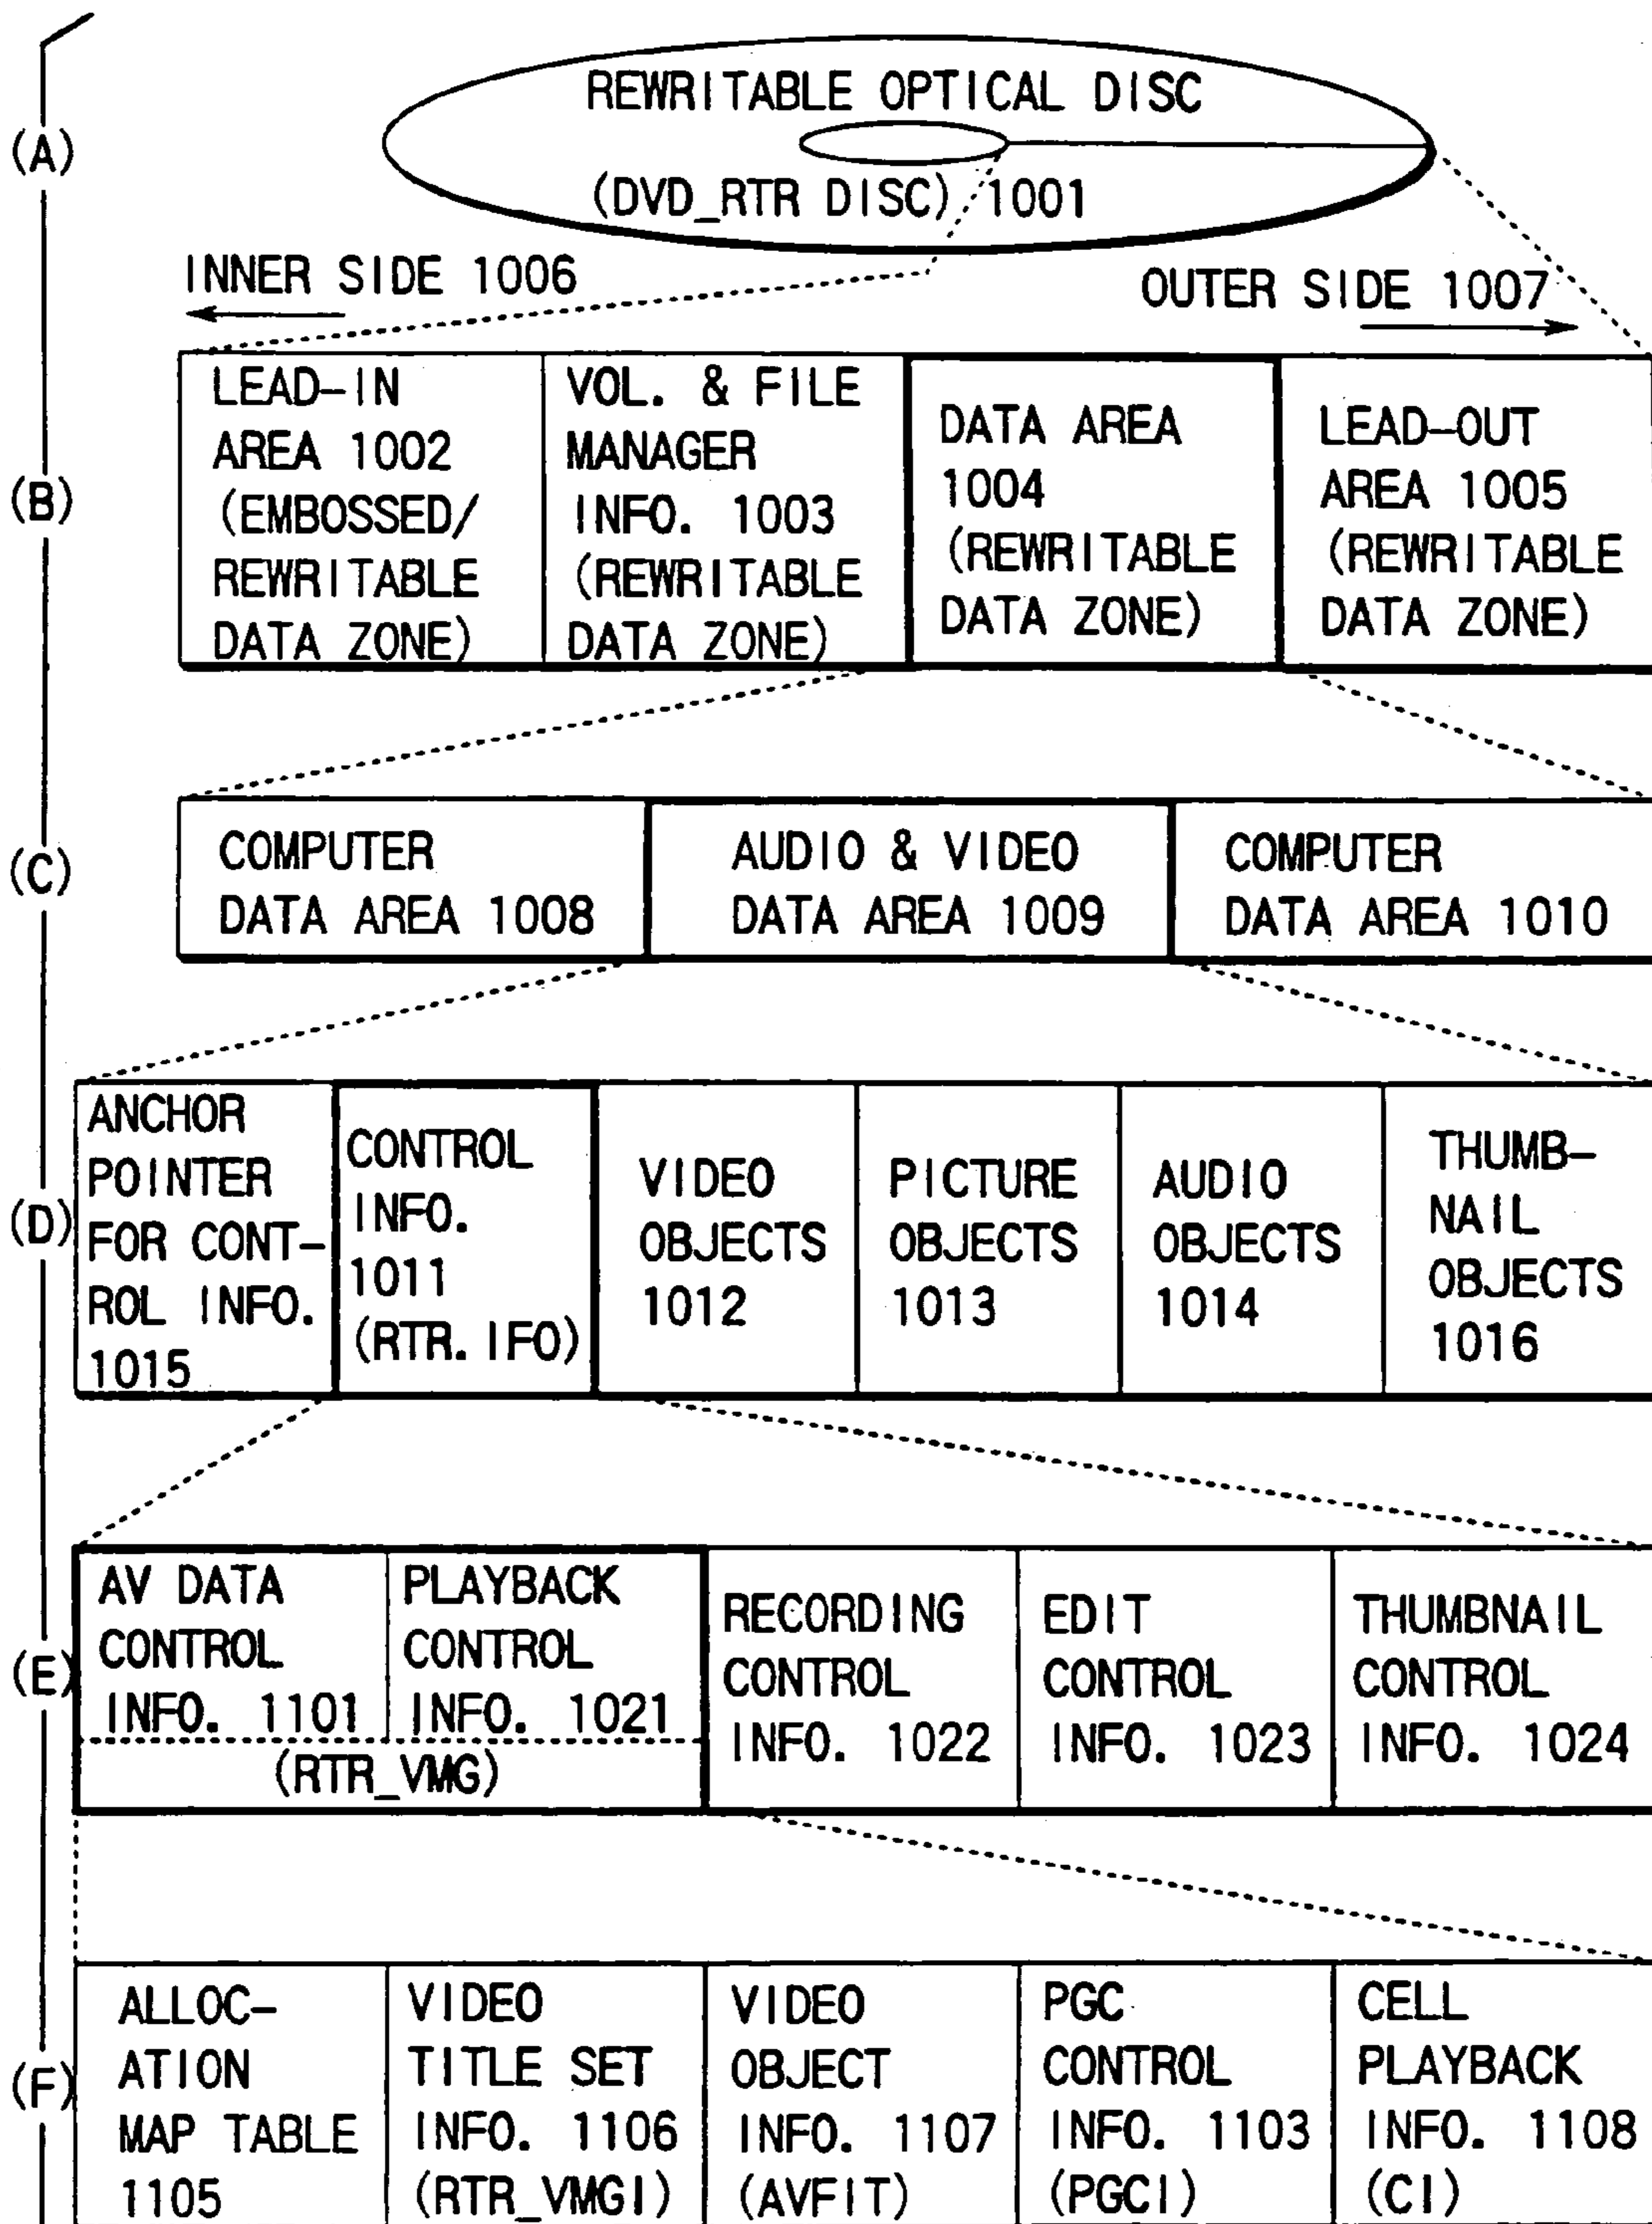 (A)
REWRITABLE OPTICAL DISC
(DVD_RTR DISC) 1001
INNER SIDE 1006
OUTER SIDE 1007
(B)
LEAD-IN
AREA 1002
(EMBOSSED/
REWRITABLE
DATA ZONE)
VOL. & FILE
MANAGER
INFO. 1003
(REWRITABLE
DATA ZONE)
DATA AREA
1004
(REWRITABLE
DATA ZONE)
LEAD-OUT
AREA 1005
(REWRITABLE
DATA ZONE)
(C)
COMPUTER
DATA AREA 1008
AUDIO & VIDEO
DATA AREA 1009
COMPUTER
DATA AREA 1010
(D)
ANCHOR
POINTER
FOR CONT-
ROL INFO.
1015
CONTROL
INFO.
1011
(RTR.IFO)
VIDEO
OBJECTS
1012
PICTURE
OBJECTS
1013
AUDIO
OBJECTS
1014
THUMB-
NAIL
OBJECTS
1016
(E)
AV DATA
CONTROL
INFO. 1101
PLAYBACK
CONTROL
INFO. 1021
(RTR_VMG)
RECORDING
CONTROL
INFO. 1022
EDIT
CONTROL
INFO. 1023
THUMBNAIL
CONTROL
INFO. 1024
(F)
ALLOC-
ATION
MAP TABLE
1105
VIDEO
TITLE SET
INFO. 1106
(RTR_VMGI)
VIDEO
OBJECT
INFO. 1107
(AVFIT)
PGC
CONTROL
INFO. 1103
(PGCI)
CELL
PLAYBACK
INFO. 1108
(CI)